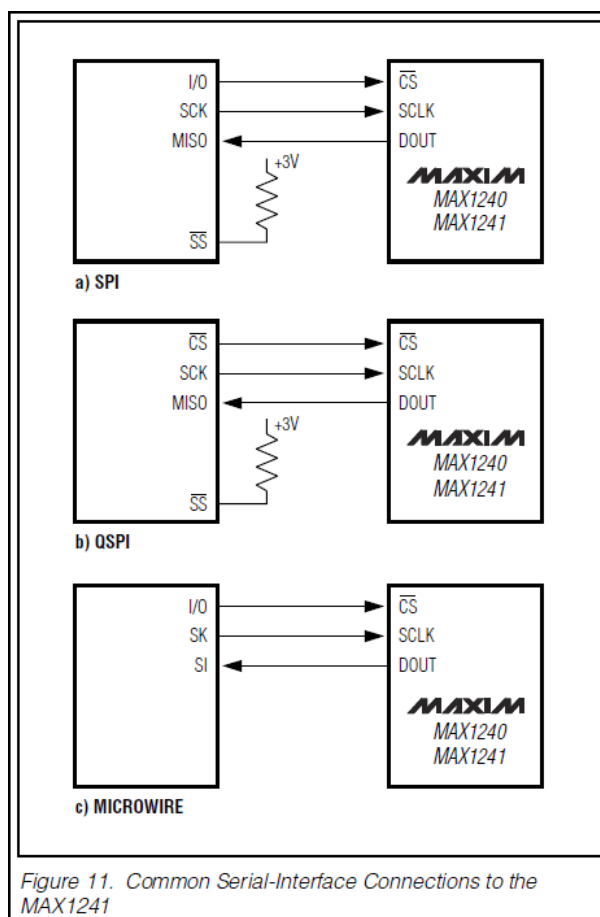 I/O CS
SCK SCLK
MISO DOUT
+3V
MAXIM
MAX1240
MAX1241
SS
a) SPI
CS CS
SCK SCLK
MISO DOUT
+3V
MAXIM
MAX1240
MAX1241
SS
b) QSPI
I/O CS
SK SCLK
SI DOUT
MAXIM
MAX1240
MAX1241
c) MICROWIRE
Figure 11. Common Serial-Interface Connections to the
MAX1241